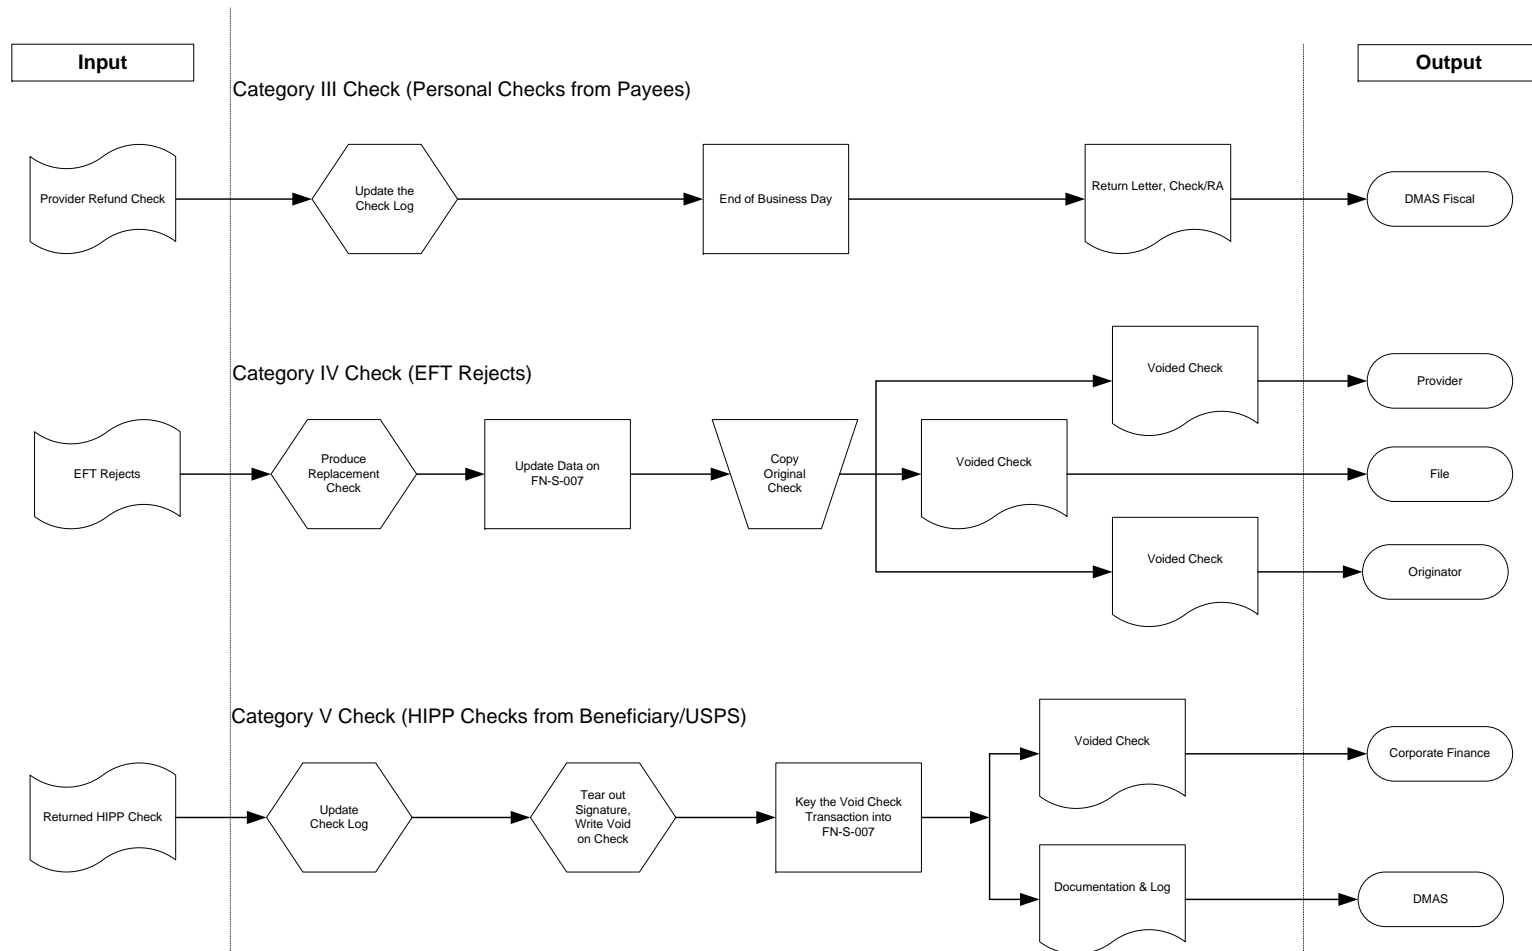 Input
Output
Category III Check (Personal Checks from Payees)
Provider Refund Check
Update the
Check Log
End of Business Day
Return Letter, Check/RA
DMAS Fiscal
Category IV Check (EFT Rejects)
EFT Rejects
Produce
Replacement
Check
Update Data on
FN-S-007
Copy
Original
Check
Voided Check
Provider
Voided Check
File
Voided Check
Originator
Category V Check (HIPP Checks from Beneficiary/USPS)
Returned HIPP Check
Update
Check Log
Tear out
Signature,
Write Void
on Check
Key the Void Check
Transaction into
FN-S-007
Voided Check
Corporate Finance
Documentation & Log
DMAS